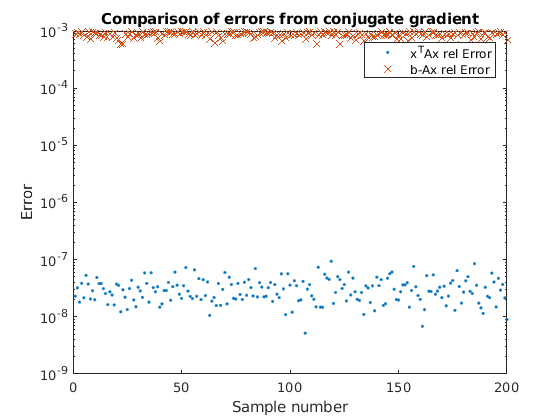 Comparison of errors from conjugate gradient
10⁻³
10⁻⁴
10⁻⁵
10⁻⁶
10⁻⁷
10⁻⁸
10⁻⁹
Error
xᵀAx rel Error
b-Ax rel Error
0 50 100 150 200
Sample number